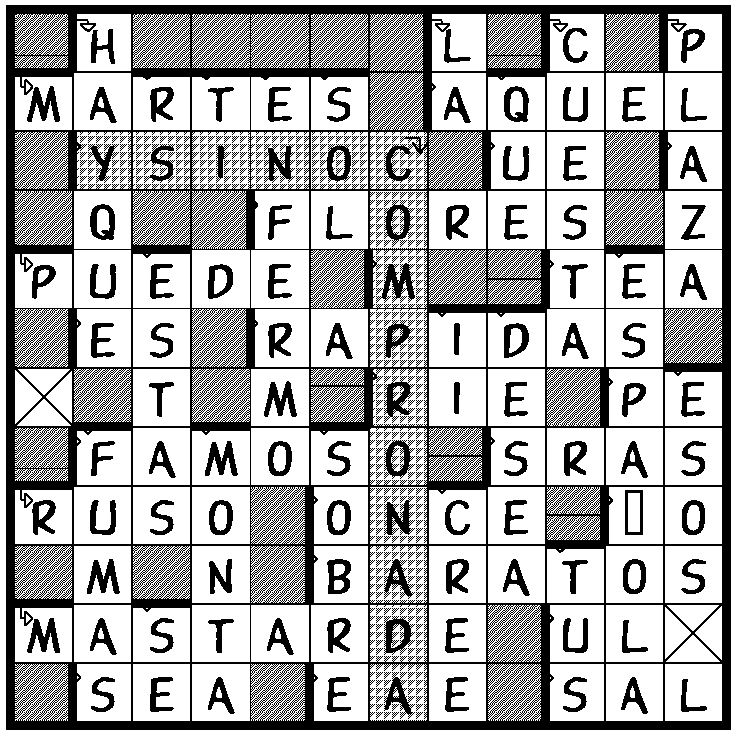 H L C P
MARTES AQUEL
YSINOC UE A
Q FLORES Z
PUEDE M TEA
ES RAPIDAS
T M RIE PE
FAMOSO SRAS
RUSO ONCE ▯O
M N BARATOS
MASTARDE UL
SEA EAE SAL